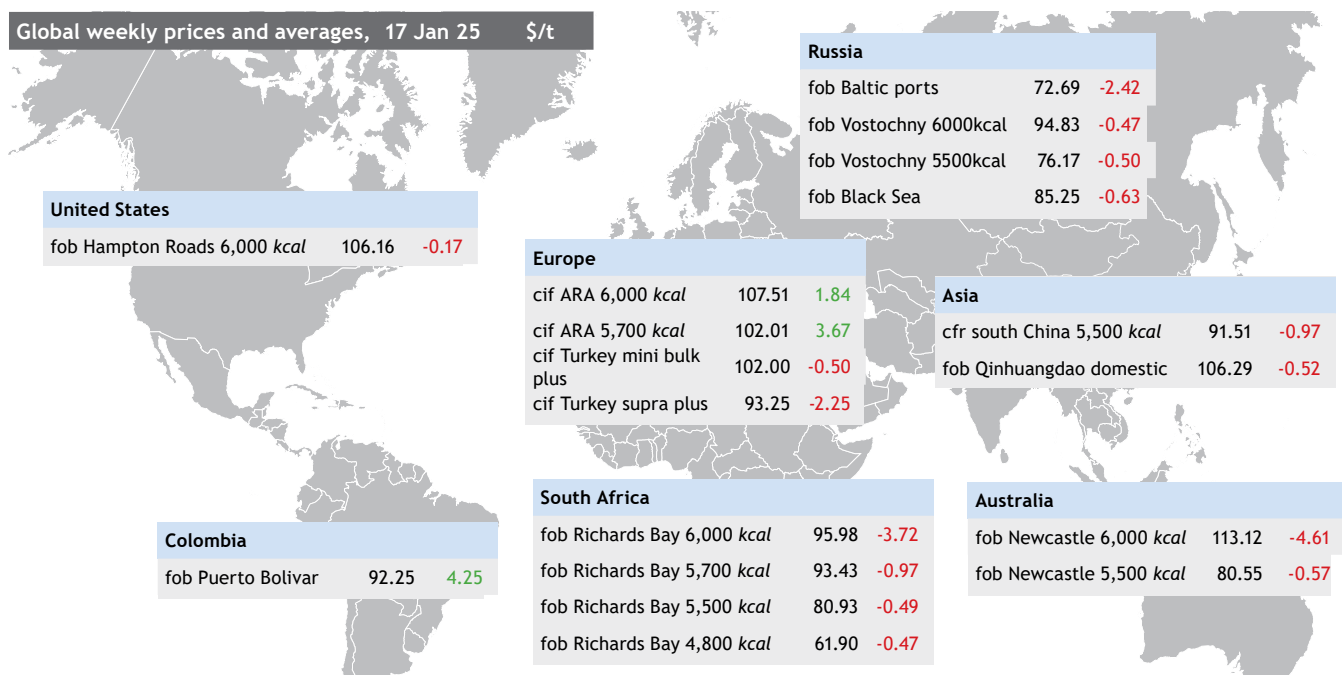 Global weekly prices and averages, 17 Jan 25 $/t
Russia
fob Baltic ports 72.69 -2.42
fob Vostochny 6000kcal 94.83 -0.47
fob Vostochny 5500kcal 76.17 -0.50
fob Black Sea 85.25 -0.63
United States
fob Hampton Roads 6,000 kcal 106.16 -0.17
Europe
cif ARA 6,000 kcal 107.51 1.84
cif ARA 5,700 kcal 102.01 3.67
cif Turkey mini bulk
plus 102.00 -0.50
cif Turkey supra plus 93.25 -2.25
Asia
cfr south China 5,500 kcal 91.51 -0.97
fob Qinhuangdao domestic 106.29 -0.52
South Africa
fob Richards Bay 6,000 kcal 95.98 -3.72
fob Richards Bay 5,700 kcal 93.43 -0.97
fob Richards Bay 5,500 kcal 80.93 -0.49
fob Richards Bay 4,800 kcal 61.90 -0.47
Australia
fob Newcastle 6,000 kcal 113.12 -4.61
fob Newcastle 5,500 kcal 80.55 -0.57
Colombia
fob Puerto Bolivar 92.25 4.25